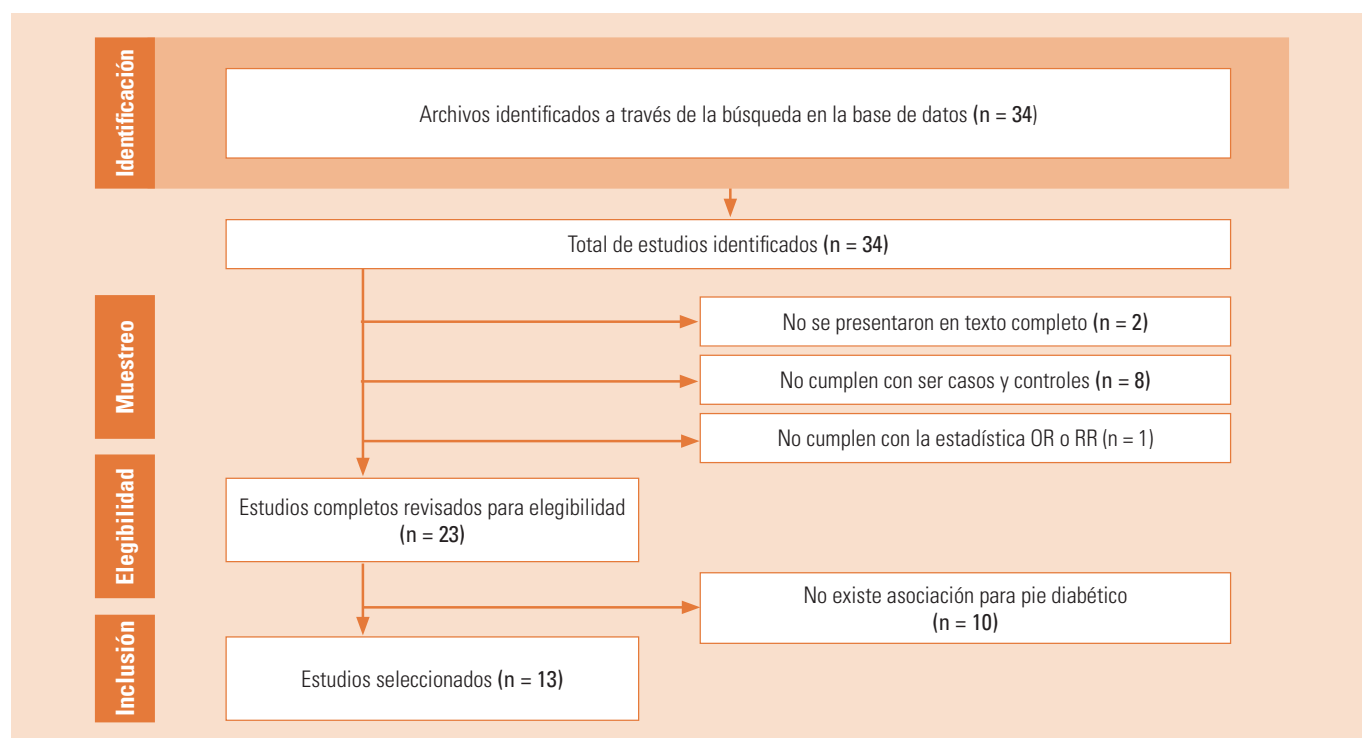 Identificación
Archivos identificados a través de la búsqueda en la base de datos (n = 34)
Total de estudios identificados (n = 34)
Muestreo
No se presentaron en texto completo (n = 2)
No cumplen con ser casos y controles (n = 8)
No cumplen con la estadística OR o RR (n = 1)
Elegibilidad
Estudios completos revisados para elegibilidad
(n = 23)
No existe asociación para pie diabético
(n = 10)
Inclusión
Estudios seleccionados (n = 13)